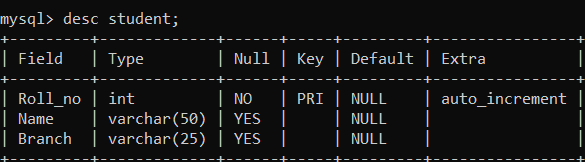 mysql> desc student;
+---------+-------------+------+-----+---------+----------------+
| Field   | Type        | Null | Key | Default | Extra          |
+---------+-------------+------+-----+---------+----------------+
| Roll_no | int         | NO   | PRI | NULL    | auto_increment |
| Name    | varchar(50) | YES  |     | NULL    |                |
| Branch  | varchar(25) | YES  |     | NULL    |                |
+---------+-------------+------+-----+---------+----------------+